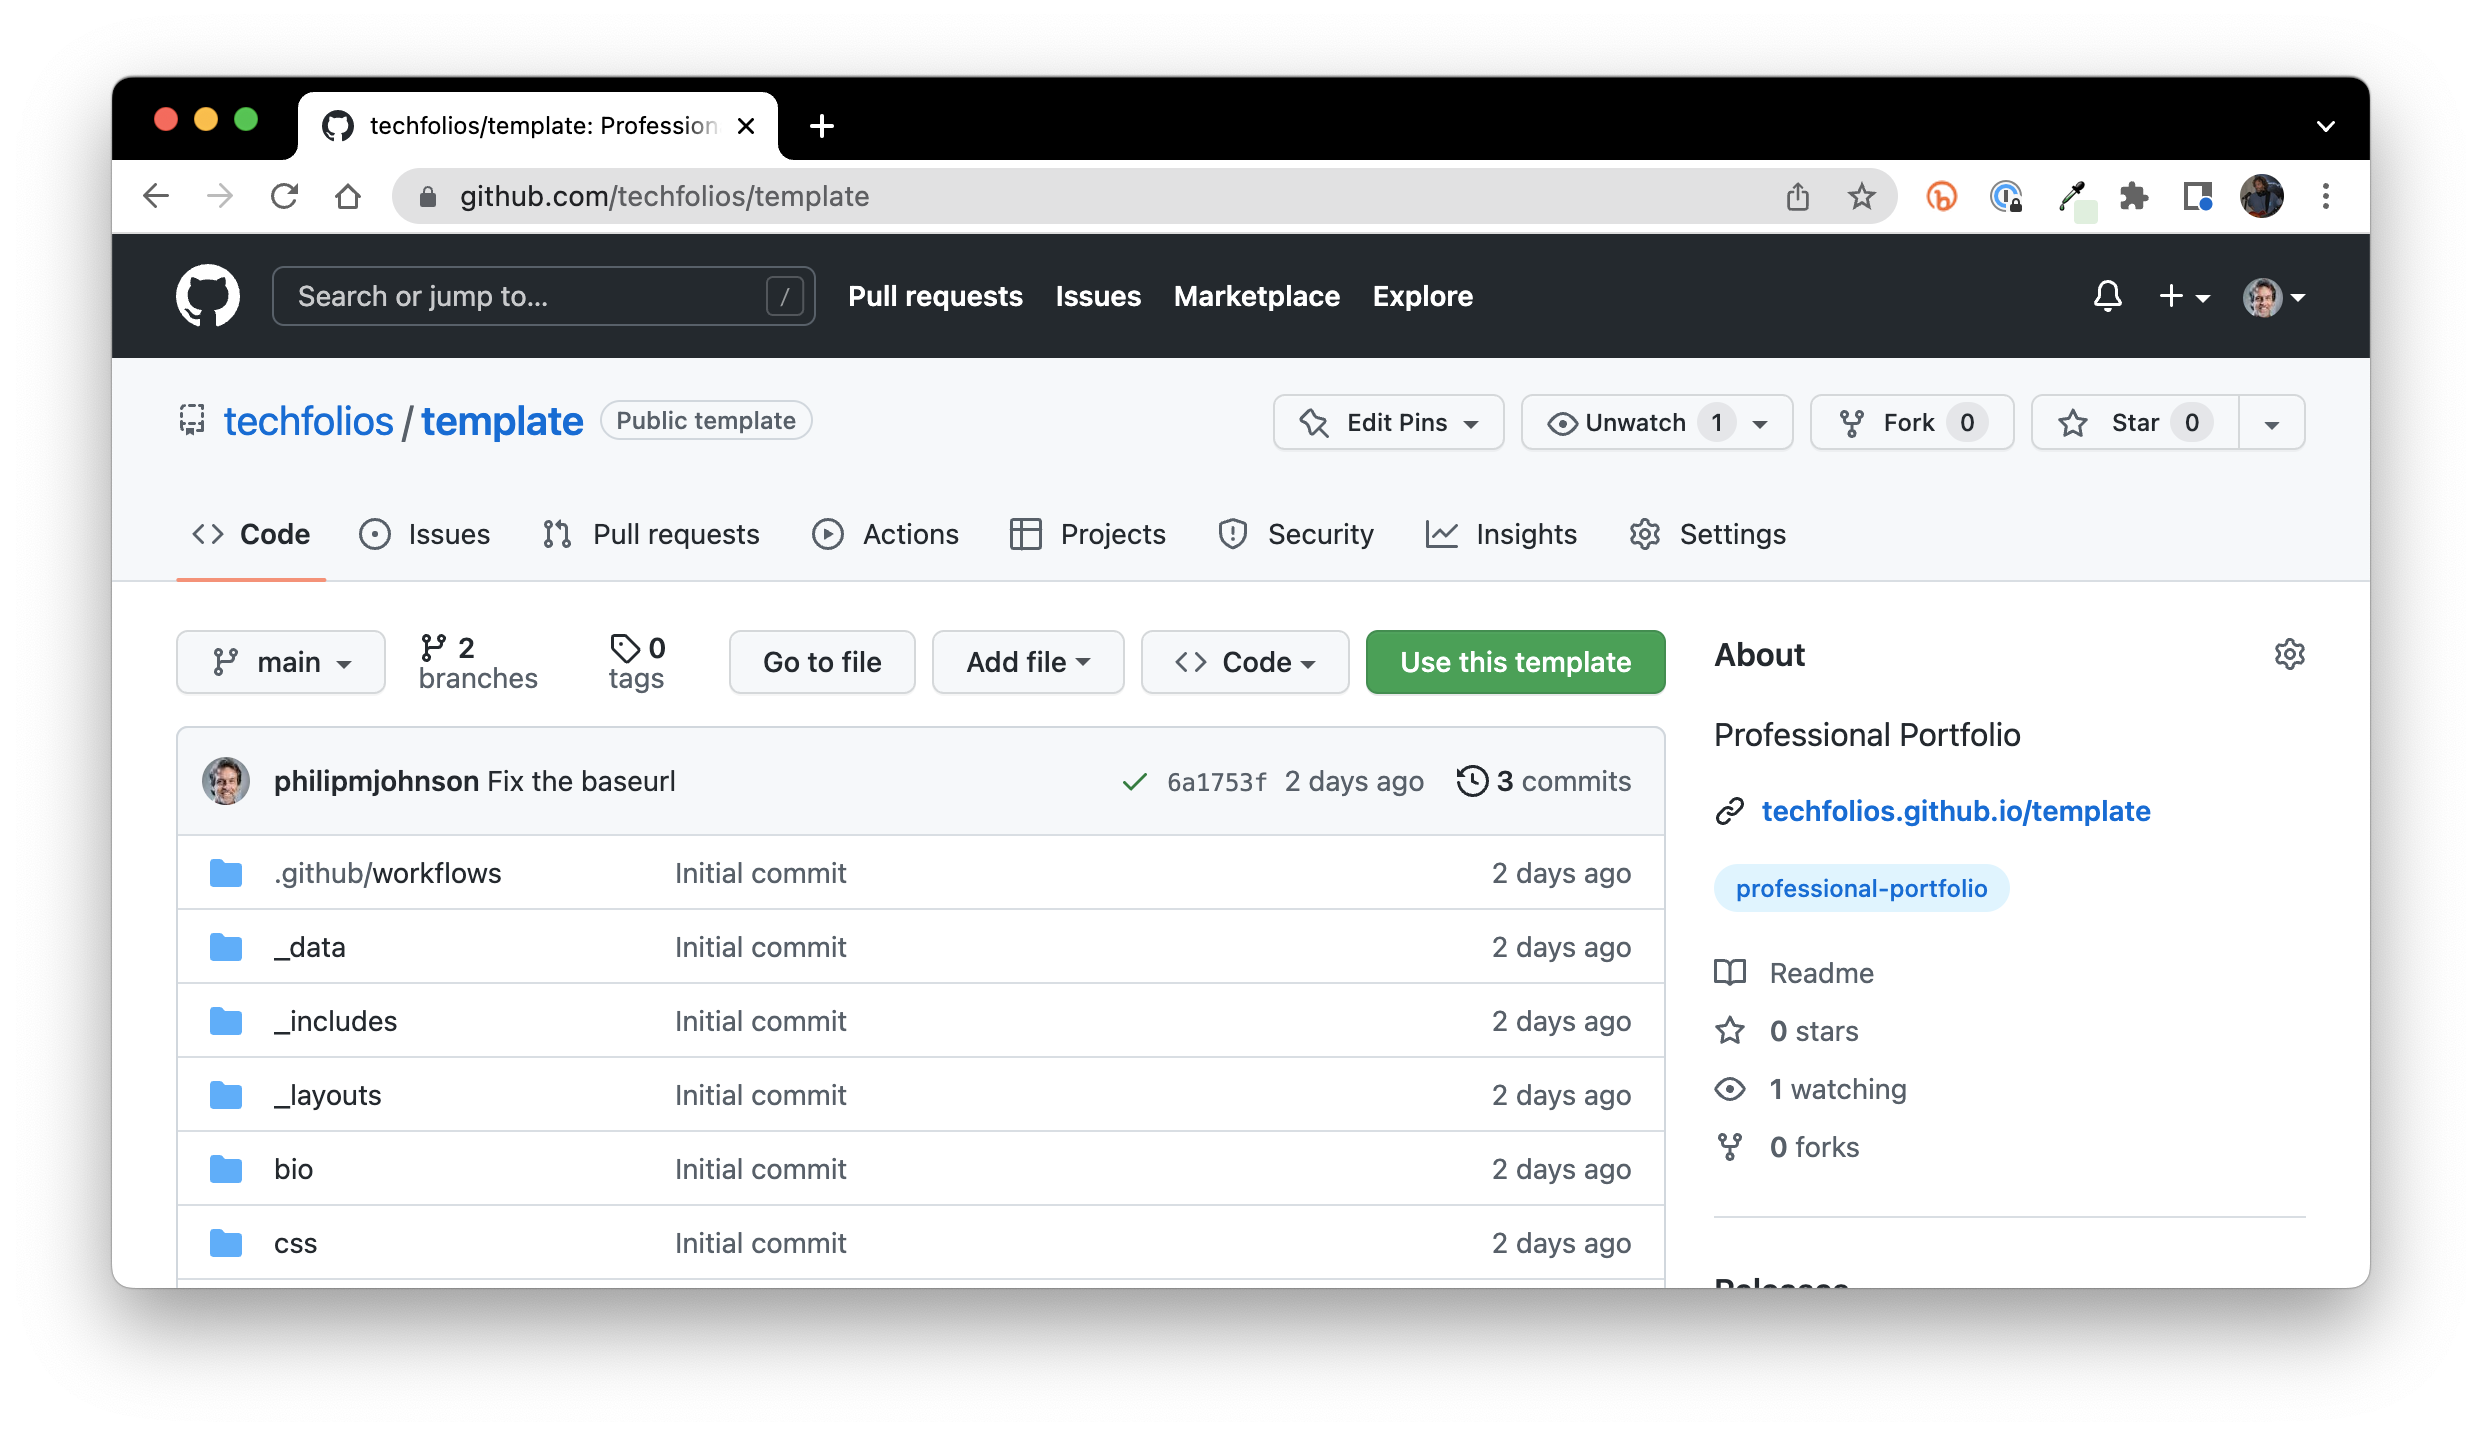 techfolios/template: Profession
github.com/techfolios/template
Search or jump to... /
Pull requests Issues Marketplace Explore
techfolios / template Public template
Edit Pins Unwatch 1 Fork 0 Star 0
Code Issues Pull requests Actions Projects Security Insights Settings
main 2 branches 0 tags Go to file Add file Code Use this template
philipmjohnson Fix the baseurl 6a1753f 2 days ago 3 commits
.github/workflows Initial commit 2 days ago
_data Initial commit 2 days ago
_includes Initial commit 2 days ago
_layouts Initial commit 2 days ago
bio Initial commit 2 days ago
css Initial commit 2 days ago
About
Professional Portfolio
techfolios.github.io/template
professional-portfolio
Readme
0 stars
1 watching
0 forks
Releases